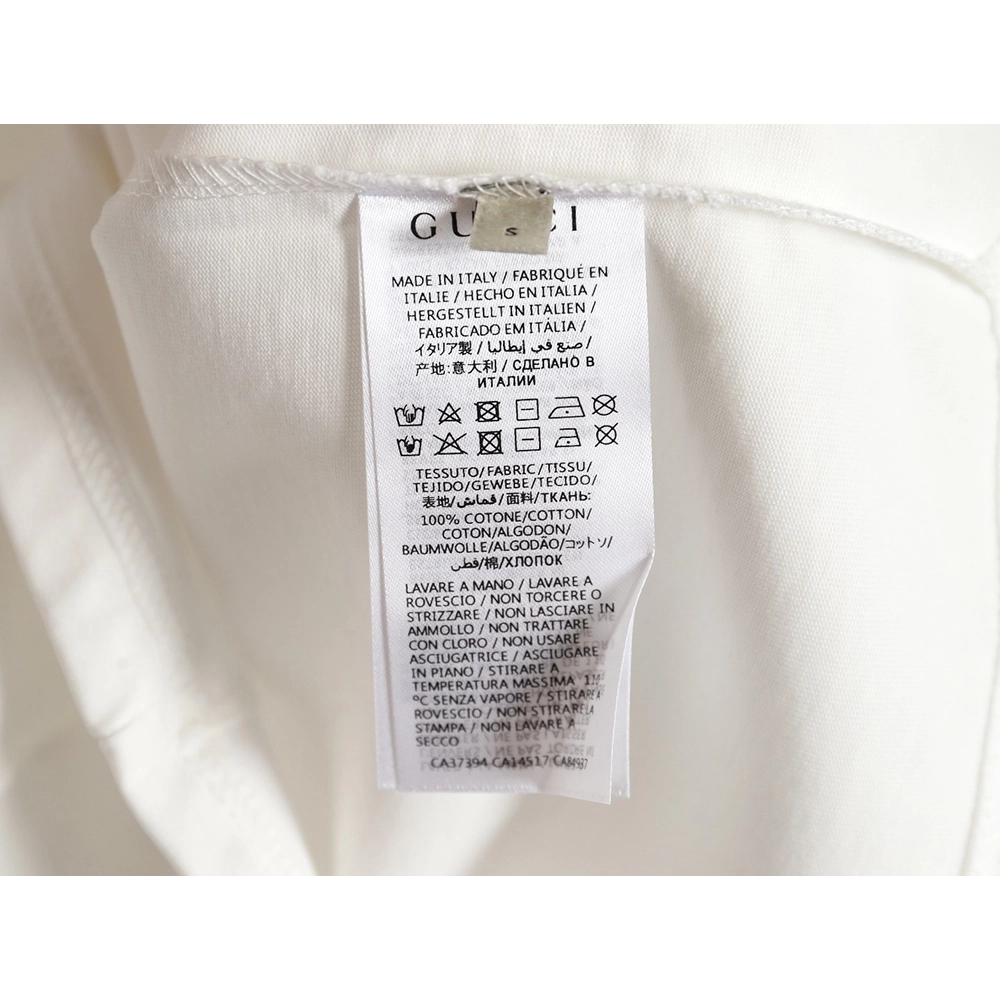 GUCCI
S
MADE IN ITALY / FABRIQUÉ EN
ITALIE / HECHO EN ITALIA /
HERGESTELLT IN ITALIEN /
FABRICADO EM ITÁLIA /
イタリア製 / صنع في إيطاليا /
产地:意大利 / СДЕЛАНО В
ИТАЛИИ
TESSUTO/FABRIC/TISSU/
TEJIDO/GEWEBE/TECIDO/
表地/قماش/面料/ТКАНЬ:
100% COTONE/COTTON/
COTON/ALGODON/
BAUMWOLLE/ALGODÃO/コットソ/
قطن/棉/ХЛОПОК
LAVARE A MANO / LAVARE A
ROVESCIO / NON TORCERE O
STRIZZARE / NON LASCIARE IN
AMMOLLO / NON TRATTARE
CON CLORO / NON USARE
ASCIUGATRICE / ASCIUGARE
IN PIANO / STIRARE A
TEMPERATURA MASSIMA 110
ºC SENZA VAPORE / STIRARE A
ROVESCIO / NON STIRARE LA
STAMPA / NON LAVARE A
SECCO
CA37394 CA14517 CA84937